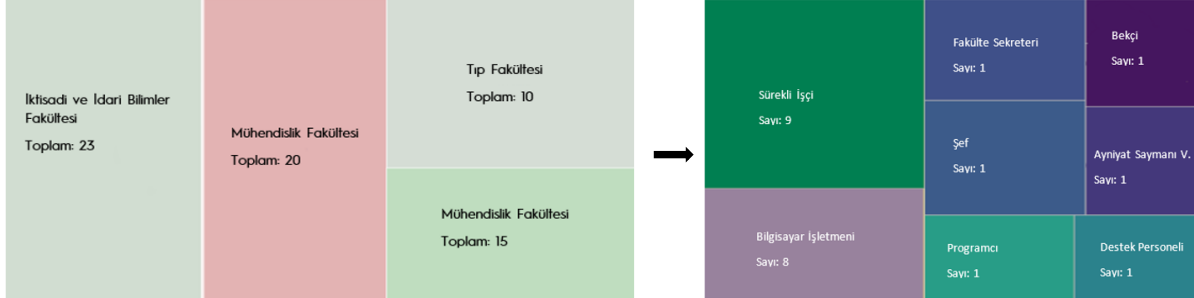 İktisadi ve İdari Bilimler
Fakültesi
Toplam: 23
Mühendislik Fakültesi
Toplam: 20
Tıp Fakültesi
Toplam: 10
Mühendislik Fakültesi
Toplam: 15
Sürekli İşçi
Sayı: 9
Bilgisayar İşletmeni
Sayı: 8
Fakülte Sekreteri
Sayı: 1
Bekçi
Sayı: 1
Şef
Sayı: 1
Ayniyat Saymanı V.
Sayı: 1
Programcı
Sayı: 1
Destek Personeli
Sayı: 1